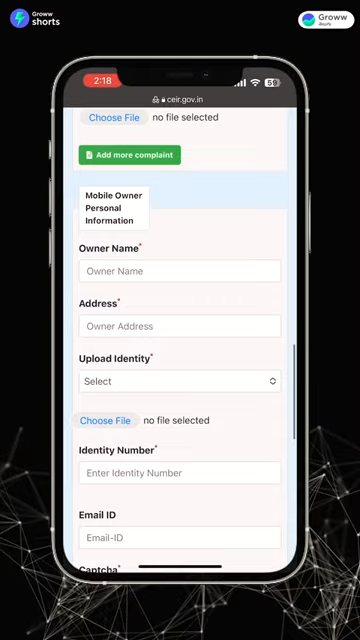 Groww
shorts
Groww
2:18
59
ceir.gov.in
Choose File no file selected
Add more complaint
Mobile Owner
Personal
Information
Owner Name*
Owner Name
Address*
Owner Address
Upload Identity*
Select
Choose File no file selected
Identity Number*
Enter Identity Number
Email ID
Email-ID
Captcha*